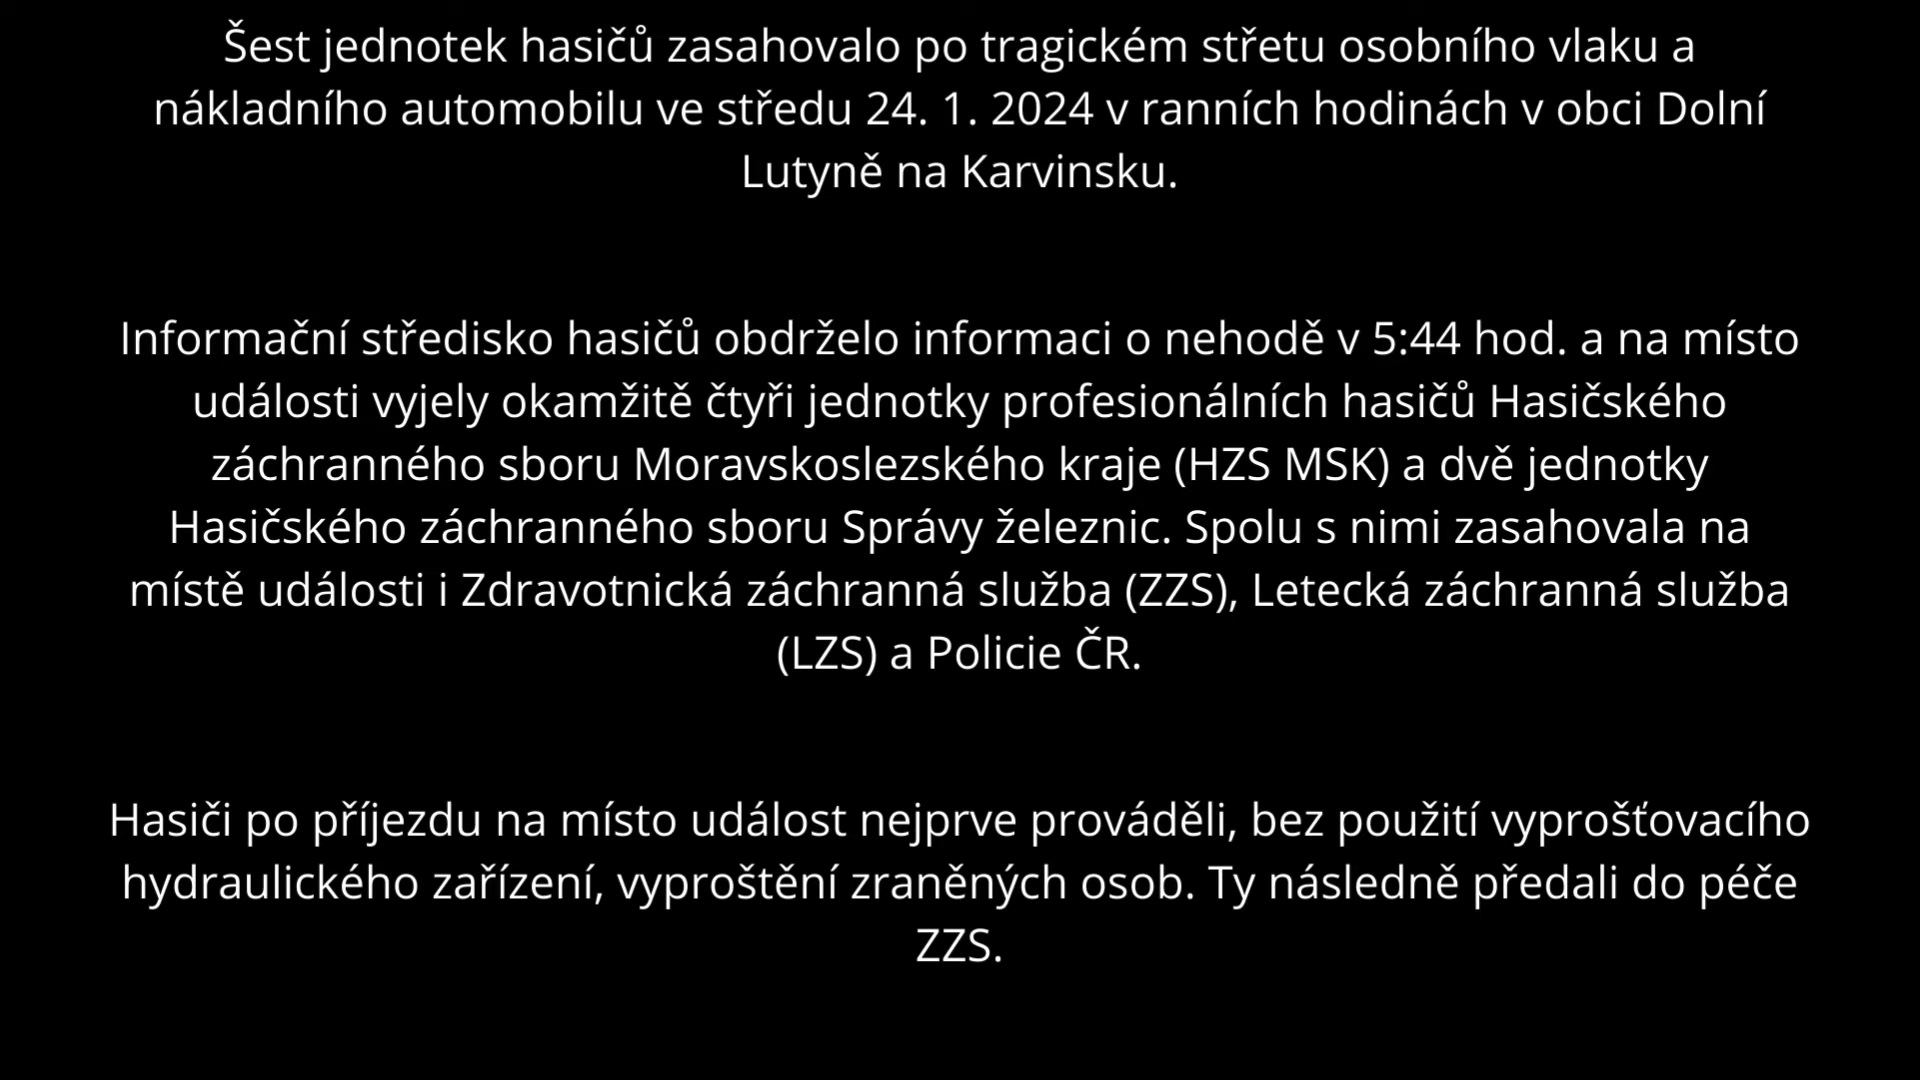 Šest jednotek hasičů zasahovalo po tragickém střetu osobního vlaku a
nákladního automobilu ve středu 24. 1. 2024 v ranních hodinách v obci Dolní
Lutyně na Karvinsku.
Informační středisko hasičů obdrželo informaci o nehodě v 5:44 hod. a na místo
události vyjely okamžitě čtyři jednotky profesionálních hasičů Hasičského
záchranného sboru Moravskoslezského kraje (HZS MSK) a dvě jednotky
Hasičského záchranného sboru Správy železnic. Spolu s nimi zasahovala na
místě události i Zdravotnická záchranná služba (ZZS), Letecká záchranná služba
(LZS) a Policie ČR.
Hasiči po příjezdu na místo událost nejprve prováděli, bez použití vyprošťovacího
hydraulického zařízení, vyproštění zraněných osob. Ty následně předali do péče
ZZS.